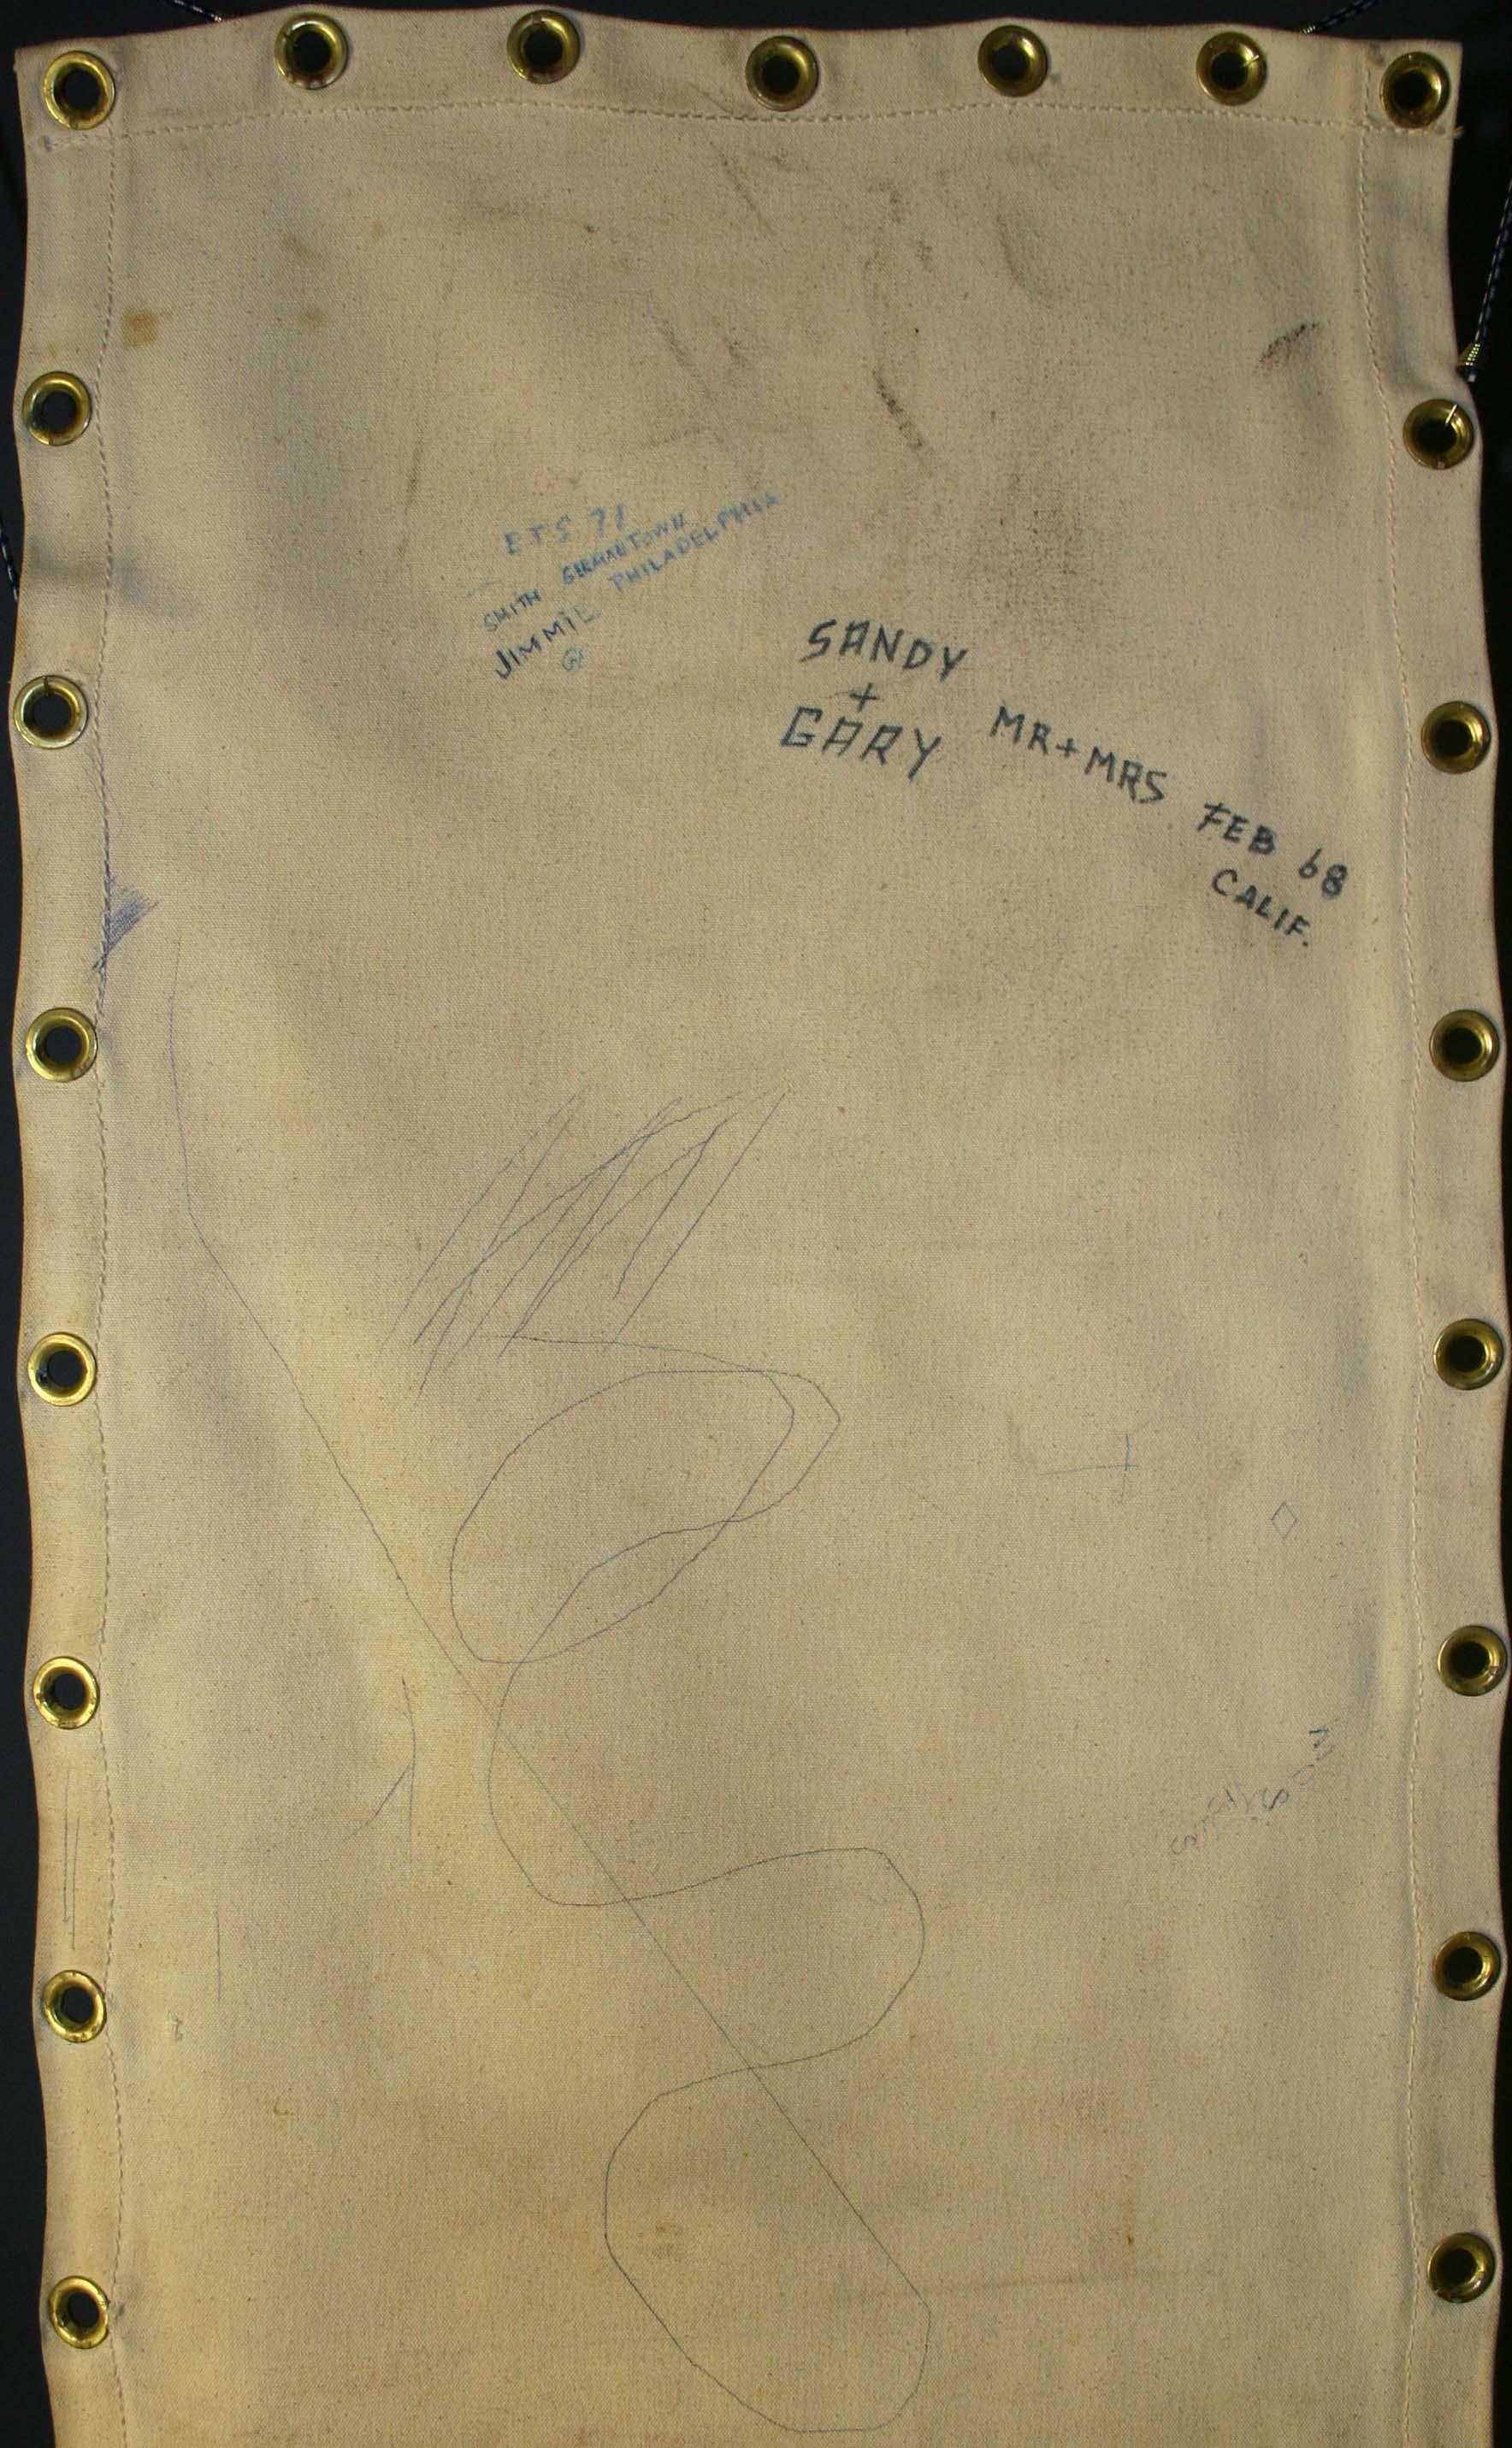 ETS 71
SMITH GERMANTOWN
JIMMIE PHILADELPHIA
SANDY
+
GARY MR+MRS FEB 68
CALIF.